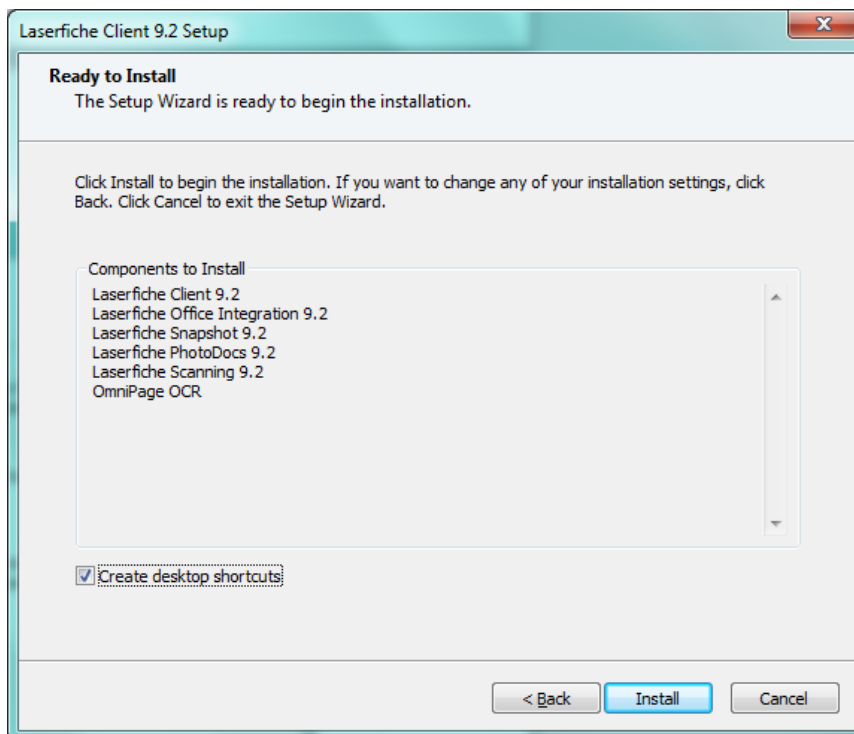 Laserfiche Client 9.2 Setup
Ready to Install
The Setup Wizard is ready to begin the installation.
Click Install to begin the installation. If you want to change any of your installation settings, click
Back. Click Cancel to exit the Setup Wizard.
Components to Install
Laserfiche Client 9.2
Laserfiche Office Integration 9.2
Laserfiche Snapshot 9.2
Laserfiche PhotoDocs 9.2
Laserfiche Scanning 9.2
OmniPage OCR
Create desktop shortcuts
< Back Install Cancel